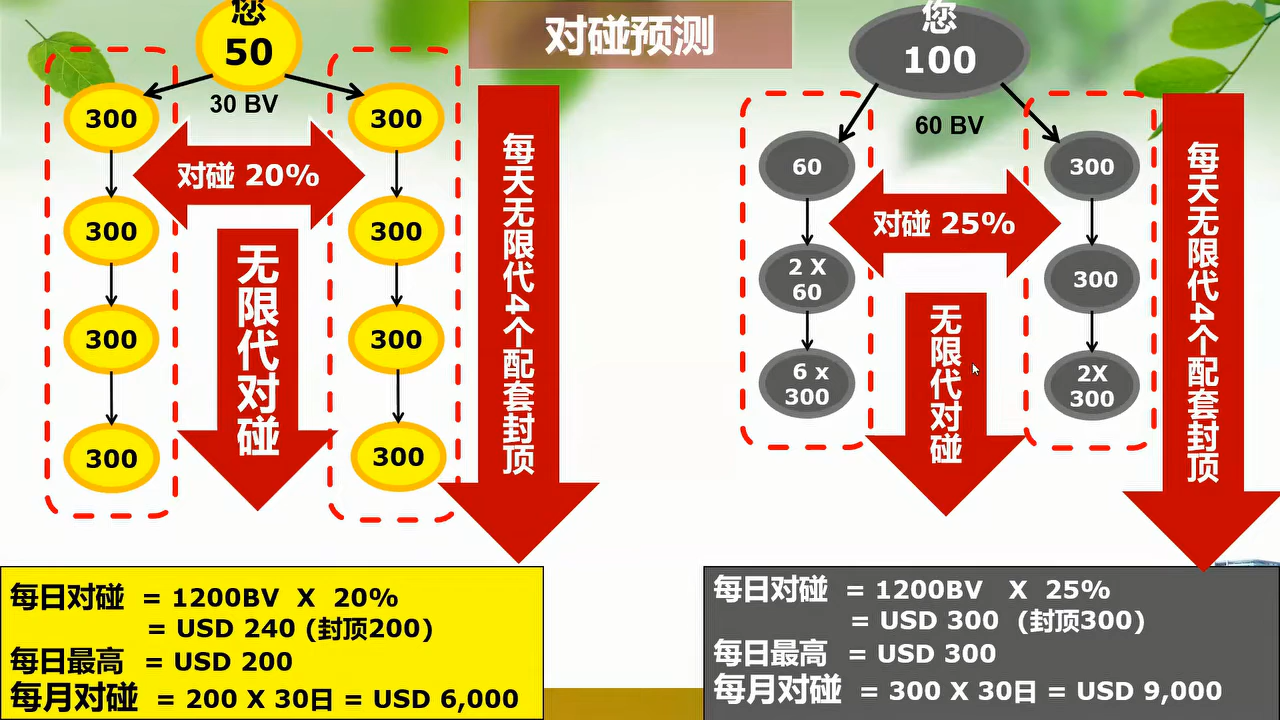 对碰预测
您
50
30 BV
300
300
对碰 20%
300
300
300
300
300
300
无限代对碰
每天无限代4个配套封顶
每日对碰 = 1200BV X 20%
= USD 240 (封顶200)
每日最高 = USD 200
每月对碰 = 200 X 30日 = USD 6,000
您
100
60 BV
60
300
对碰 25%
2 X
60
300
6 x
300
2X
300
无限代对碰
每天无限代4个配套封顶
每日对碰 = 1200BV X 25%
= USD 300 (封顶300)
每日最高 = USD 300
每月对碰 = 300 X 30日 = USD 9,000